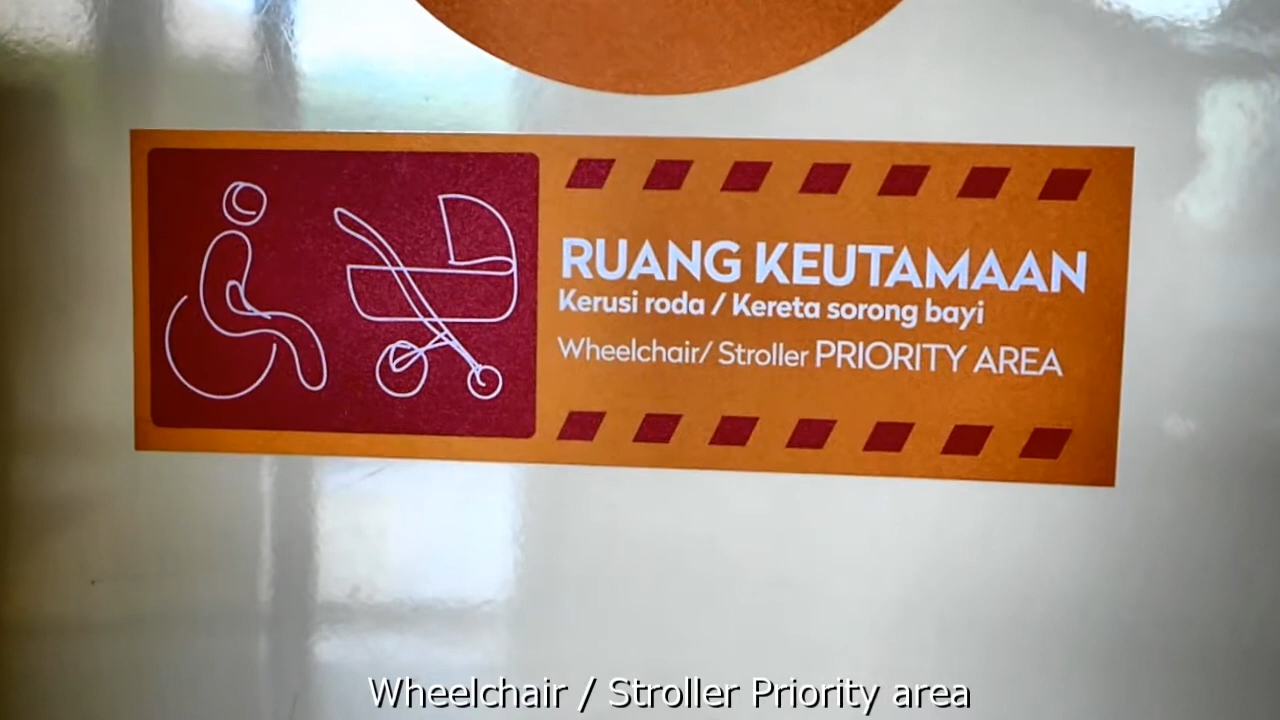 RUANG KEUTAMAAN
Kerusi roda / Kereta sorong bayi
Wheelchair/ Stroller PRIORITY AREA
Wheelchair / Stroller Priority area